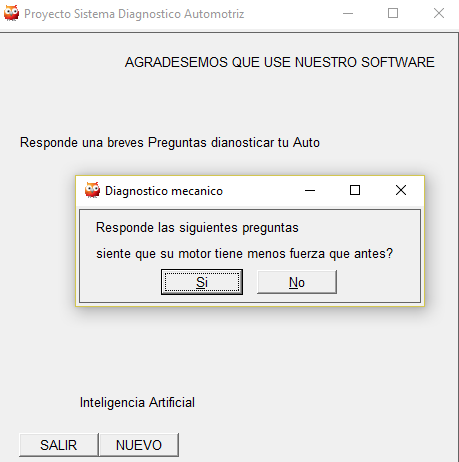 Proyecto Sistema Diagnostico Automotriz
AGRADESEMOS QUE USE NUESTRO SOFTWARE
Responde una breves Preguntas dianosticar tu Auto
Diagnostico mecanico
Responde las siguientes preguntas
siente que su motor tiene menos fuerza que antes?
Si No
Inteligencia Artificial
SALIR NUEVO